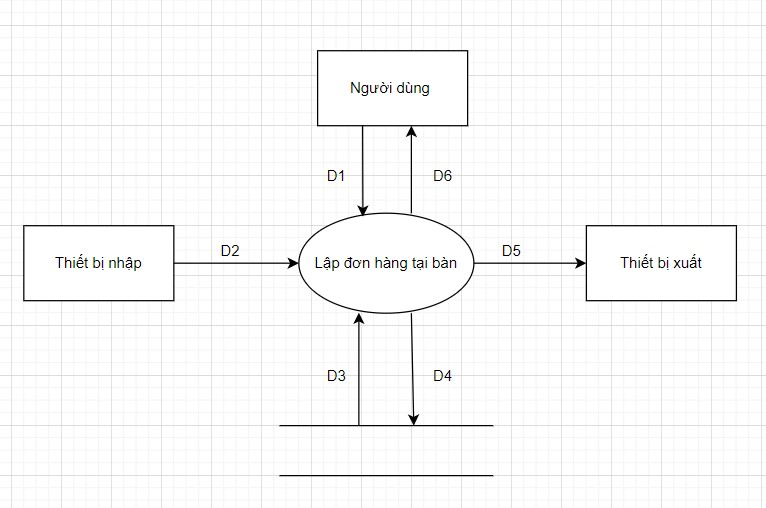 Người dùng
D1
D6
Thiết bị nhập
D2
Lập đơn hàng tại bàn
D5
Thiết bị xuất
D3
D4